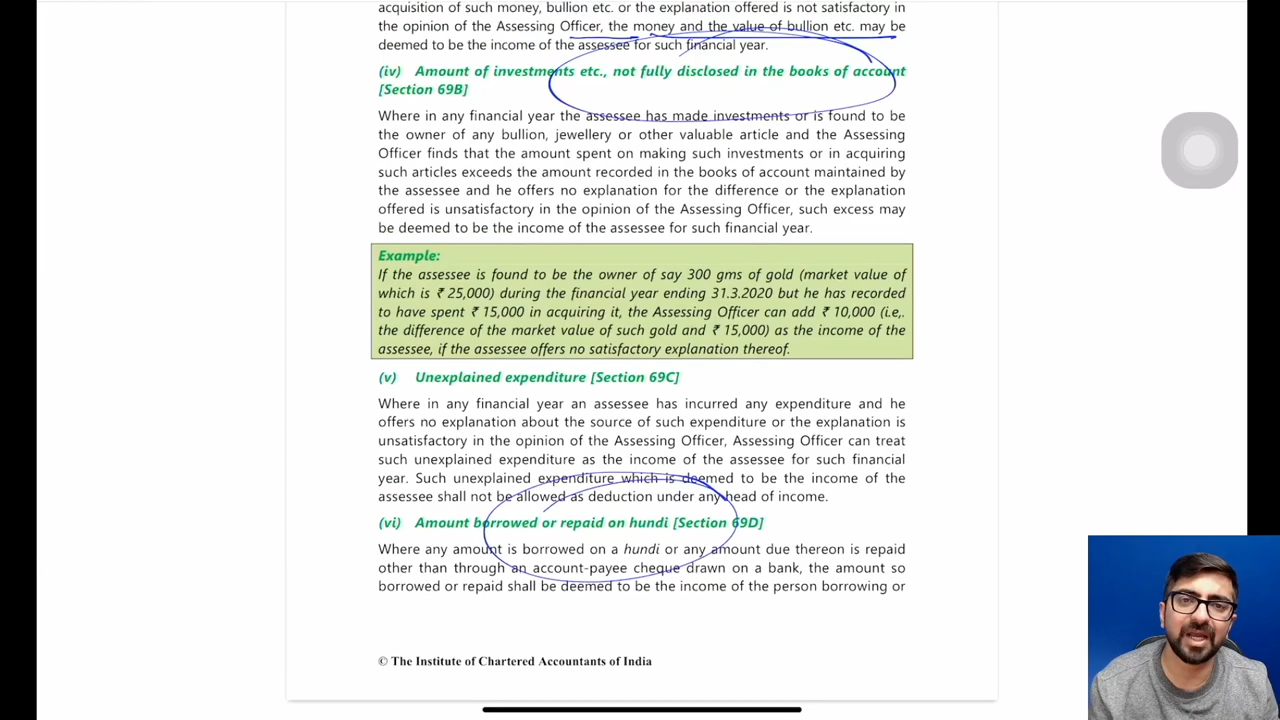 acquisition of such money, bullion etc. or the explanation offered is not satisfactory in
the opinion of the Assessing Officer, the money and the value of bullion etc. may be
deemed to be the income of the assessee for such financial year.
(iv) Amount of investments etc., not fully disclosed in the books of account
[Section 69B]
Where in any financial year the assessee has made investments or is found to be
the owner of any bullion, jewellery or other valuable article and the Assessing
Officer finds that the amount spent on making such investments or in acquiring
such articles exceeds the amount recorded in the books of account maintained by
the assessee and he offers no explanation for the difference or the explanation
offered is unsatisfactory in the opinion of the Assessing Officer, such excess may
be deemed to be the income of the assessee for such financial year.
Example:
If the assessee is found to be the owner of say 300 gms of gold (market value of
which is ₹ 25,000) during the financial year ending 31.3.2020 but he has recorded
to have spent ₹ 15,000 in acquiring it, the Assessing Officer can add ₹ 10,000 (i.e,.
the difference of the market value of such gold and ₹ 15,000) as the income of the
assessee, if the assessee offers no satisfactory explanation thereof.
(v) Unexplained expenditure [Section 69C]
Where in any financial year an assessee has incurred any expenditure and he
offers no explanation about the source of such expenditure or the explanation is
unsatisfactory in the opinion of the Assessing Officer, Assessing Officer can treat
such unexplained expenditure as the income of the assessee for such financial
year. Such unexplained expenditure which is deemed to be the income of the
assessee shall not be allowed as deduction under any head of income.
(vi) Amount borrowed or repaid on hundi [Section 69D]
Where any amount is borrowed on a hundi or any amount due thereon is repaid
other than through an account-payee cheque drawn on a bank, the amount so
borrowed or repaid shall be deemed to be the income of the person borrowing or
© The Institute of Chartered Accountants of India